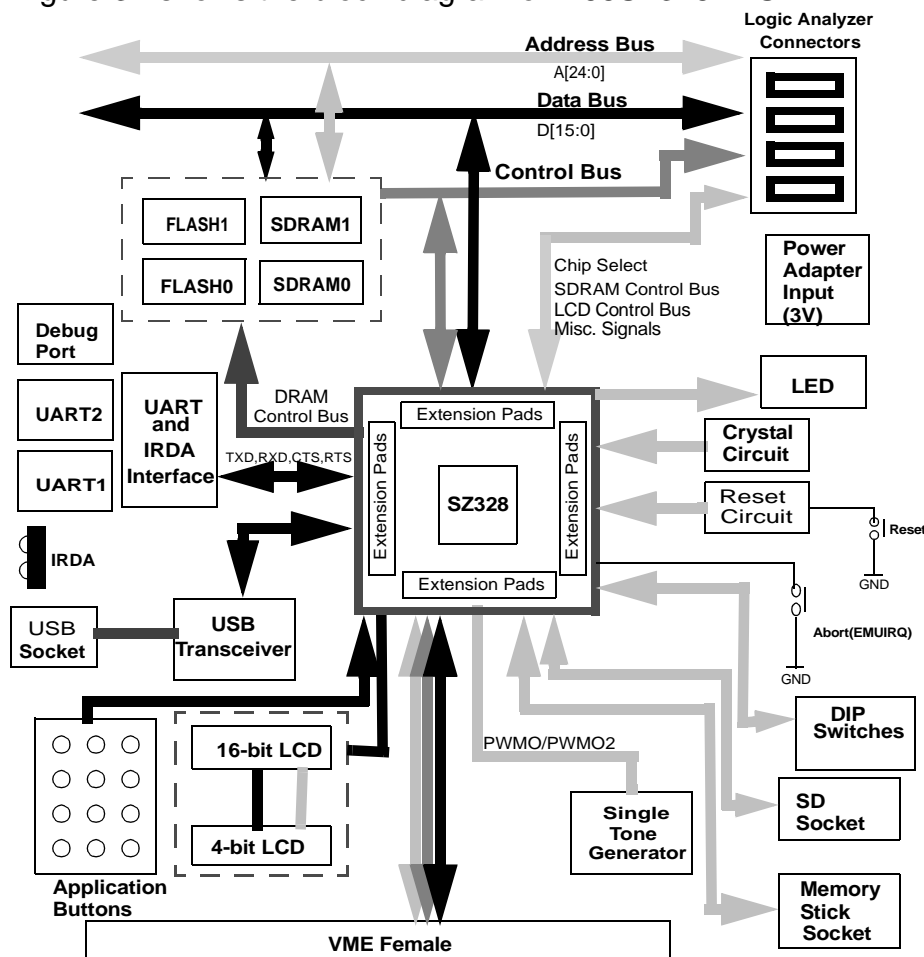 Logic Analyzer
Connectors
Address Bus
A[24:0]
Data Bus
D[15:0]
Control Bus
FLASH1
SDRAM1
FLASH0
SDRAM0
Chip Select
SDRAM Control Bus
LCD Control Bus
Misc. Signals
Power
Adapter
Input
(3V)
Debug
Port
UART2
UART1
UART
and
IRDA
Interface
DRAM
Control Bus
TXD,RXD,CTS,RTS
Extension Pads
Extension Pads
SZ328
Extension Pads
Extension Pads
LED
Crystal
Circuit
Reset
Circuit
Reset
GND
Abort(EMUIRQ)
GND
IRDA
USB
Socket
USB
Transceiver
DIP
Switches
16-bit LCD
4-bit LCD
PWMO/PWMO2
Single
Tone
Generator
SD
Socket
Application
Buttons
Memory
Stick
Socket
VME Female